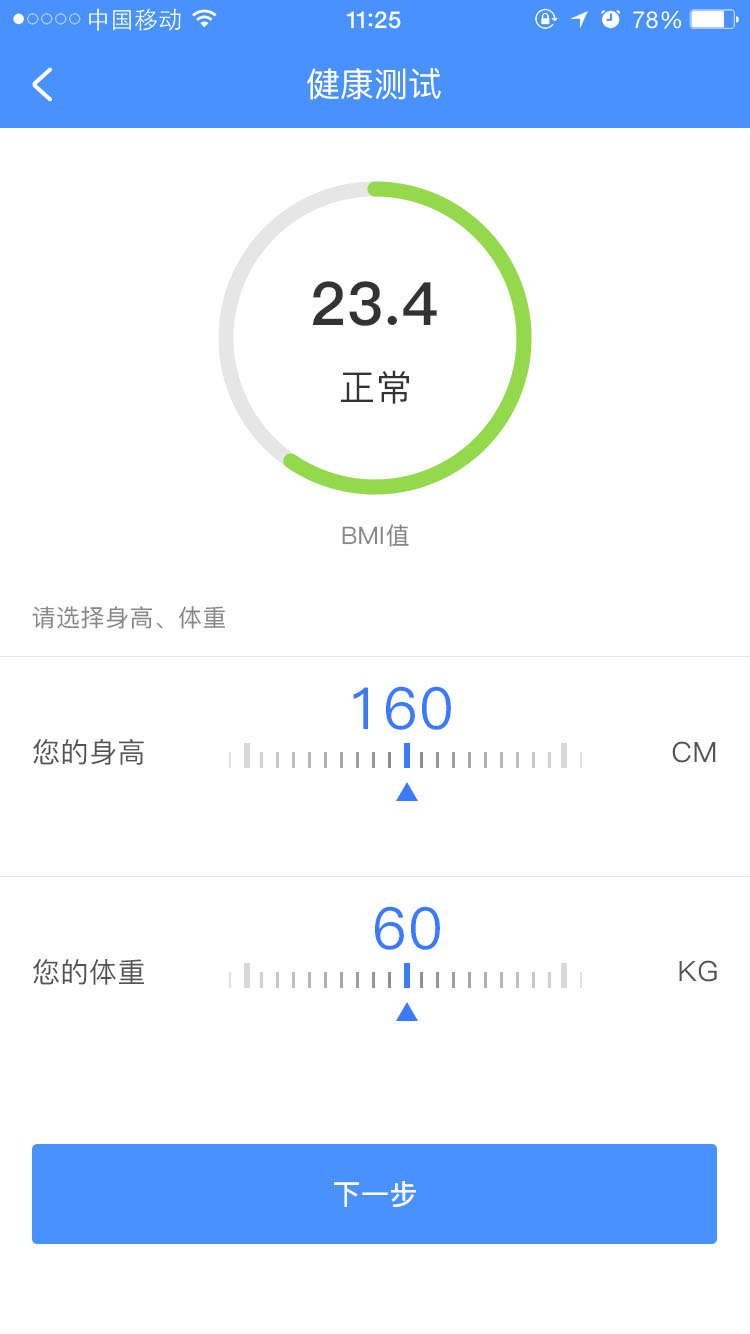 中国移动 11:25 78%
健康测试
23.4
正常
BMI值
请选择身高、体重
160
您的身高 CM
60
您的体重 KG
下一步